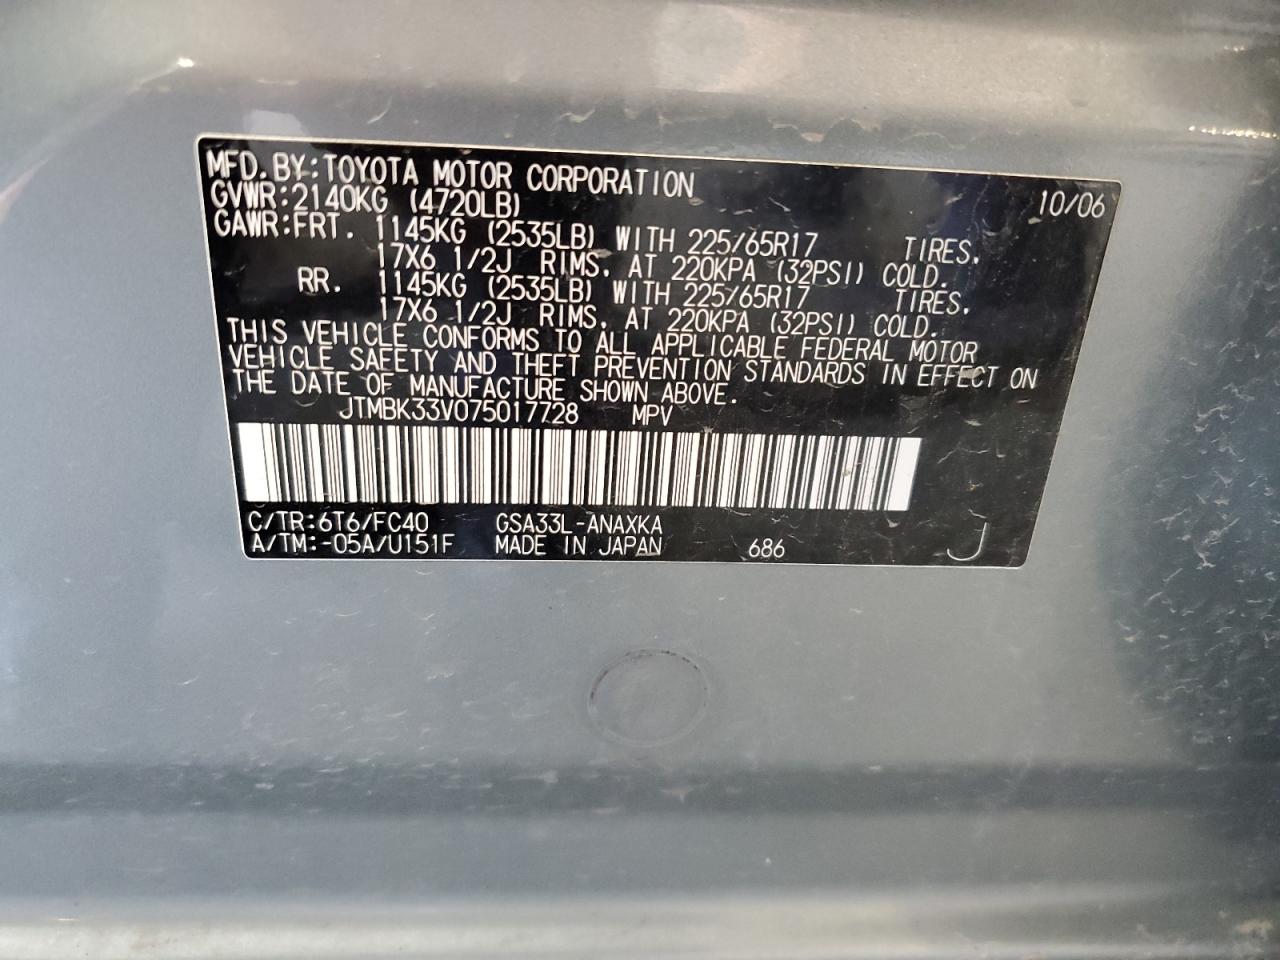 MFD. BY: TOYOTA MOTOR CORPORATION 10/06
GVWR: 2140KG (4720LB)
GAWR: FRT. 1145KG (2535LB) WITH 225/65R17 TIRES.
17X6 1/2J RIMS. AT 220KPA (32PSI) COLD.
RR. 1145KG (2535LB) WITH 225/65R17 TIRES.
17X6 1/2J RIMS. AT 220KPA (32PSI) COLD.
THIS VEHICLE CONFORMS TO ALL APPLICABLE FEDERAL MOTOR
VEHICLE SAFETY AND THEFT PREVENTION STANDARDS IN EFFECT ON
THE DATE OF MANUFACTURE SHOWN ABOVE.
JTMBK33V075017728 MPV
C/TR: 6T6/FC40 GSA33L-ANAXKA
A/TM: -05A/U151F MADE IN JAPAN 686 J